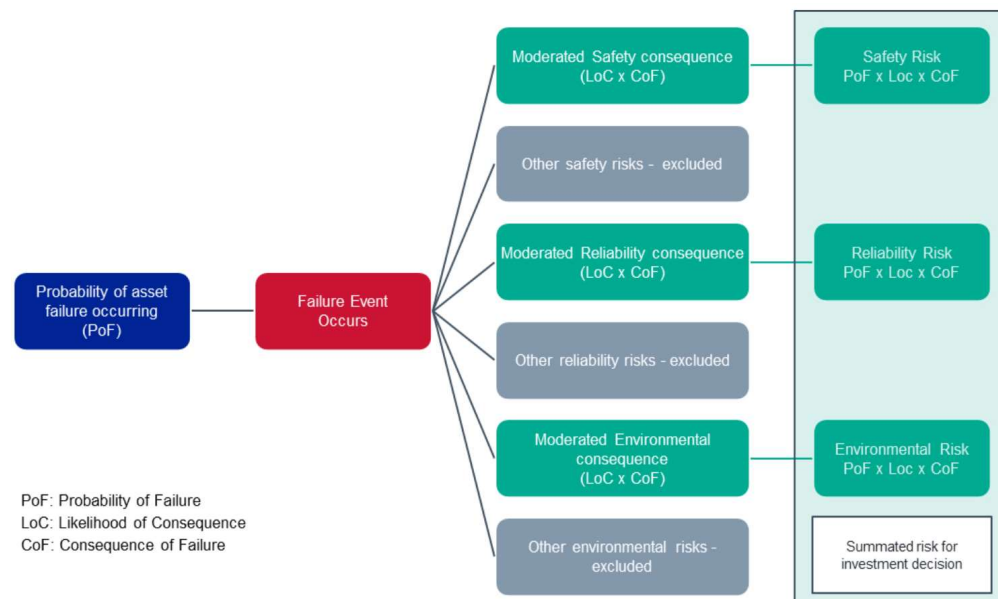 Moderated Safety consequence
(LoC x CoF)
Safety Risk
PoF x Loc x CoF
Other safety risks - excluded
Moderated Reliability consequence
(LoC x CoF)
Reliability Risk
PoF x Loc x CoF
Probability of asset
failure occurring
(PoF)
Failure Event
Occurs
Other reliability risks - excluded
Moderated Environmental
consequence
(LoC x CoF)
Environmental Risk
PoF x Loc x CoF
PoF: Probability of Failure
LoC: Likelihood of Consequence
CoF: Consequence of Failure
Other environmental risks -
excluded
Summated risk for
investment decision